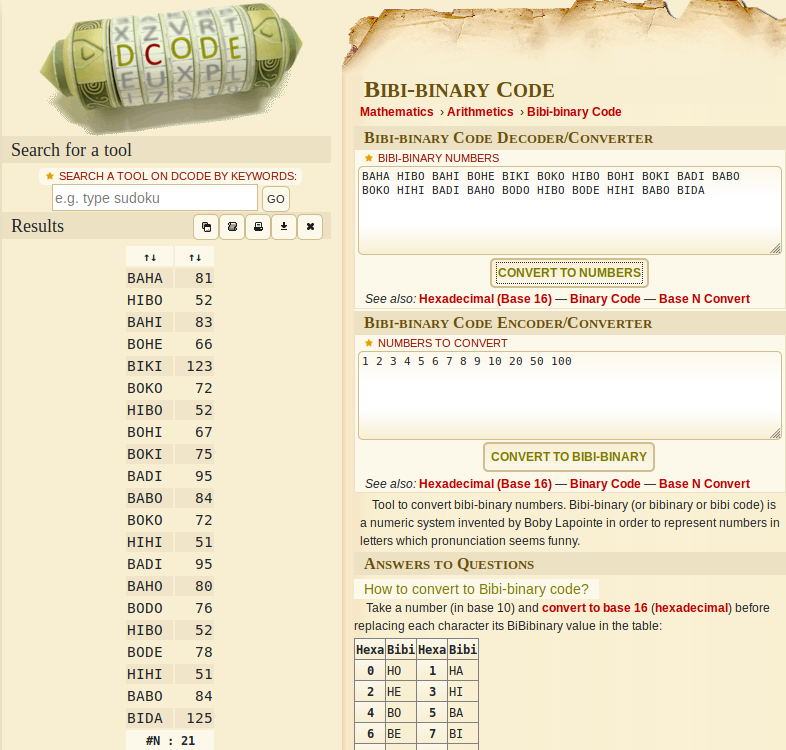 X Z V R T
D C O D E
E U X P L
Search for a tool
SEARCH A TOOL ON DCODE BY KEYWORDS:
e.g. type sudoku GO
Results
↑↓ ↑↓
BAHA 81
HIBO 52
BAHI 83
BOHE 66
BIKI 123
BOKO 72
HIBO 52
BOHI 67
BOKI 75
BADI 95
BABO 84
BOKO 72
HIHI 51
BADI 95
BAHO 80
BODO 76
HIBO 52
BODE 78
HIHI 51
BABO 84
BIDA 125
#N : 21
BIBI-BINARY CODE
Mathematics › Arithmetics › Bibi-binary Code
BIBI-BINARY CODE DECODER/CONVERTER
BIBI-BINARY NUMBERS
BAHA HIBO BAHI BOHE BIKI BOKO HIBO BOHI BOKI BADI BABO
BOKO HIHI BADI BAHO BODO HIBO BODE HIHI BABO BIDA
CONVERT TO NUMBERS
See also: Hexadecimal (Base 16) — Binary Code — Base N Convert
BIBI-BINARY CODE ENCODER/CONVERTER
NUMBERS TO CONVERT
1 2 3 4 5 6 7 8 9 10 20 50 100
CONVERT TO BIBI-BINARY
See also: Hexadecimal (Base 16) — Binary Code — Base N Convert
Tool to convert bibi-binary numbers. Bibi-binary (or bibinary or bibi code) is
a numeric system invented by Boby Lapointe in order to represent numbers in
letters which pronunciation seems funny.
ANSWERS TO QUESTIONS
How to convert to Bibi-binary code?
Take a number (in base 10) and convert to base 16 (hexadecimal) before
replacing each character its BiBibinary value in the table:
Hexa Bibi Hexa Bibi
0 HO 1 HA
2 HE 3 HI
4 BO 5 BA
6 BE 7 BI